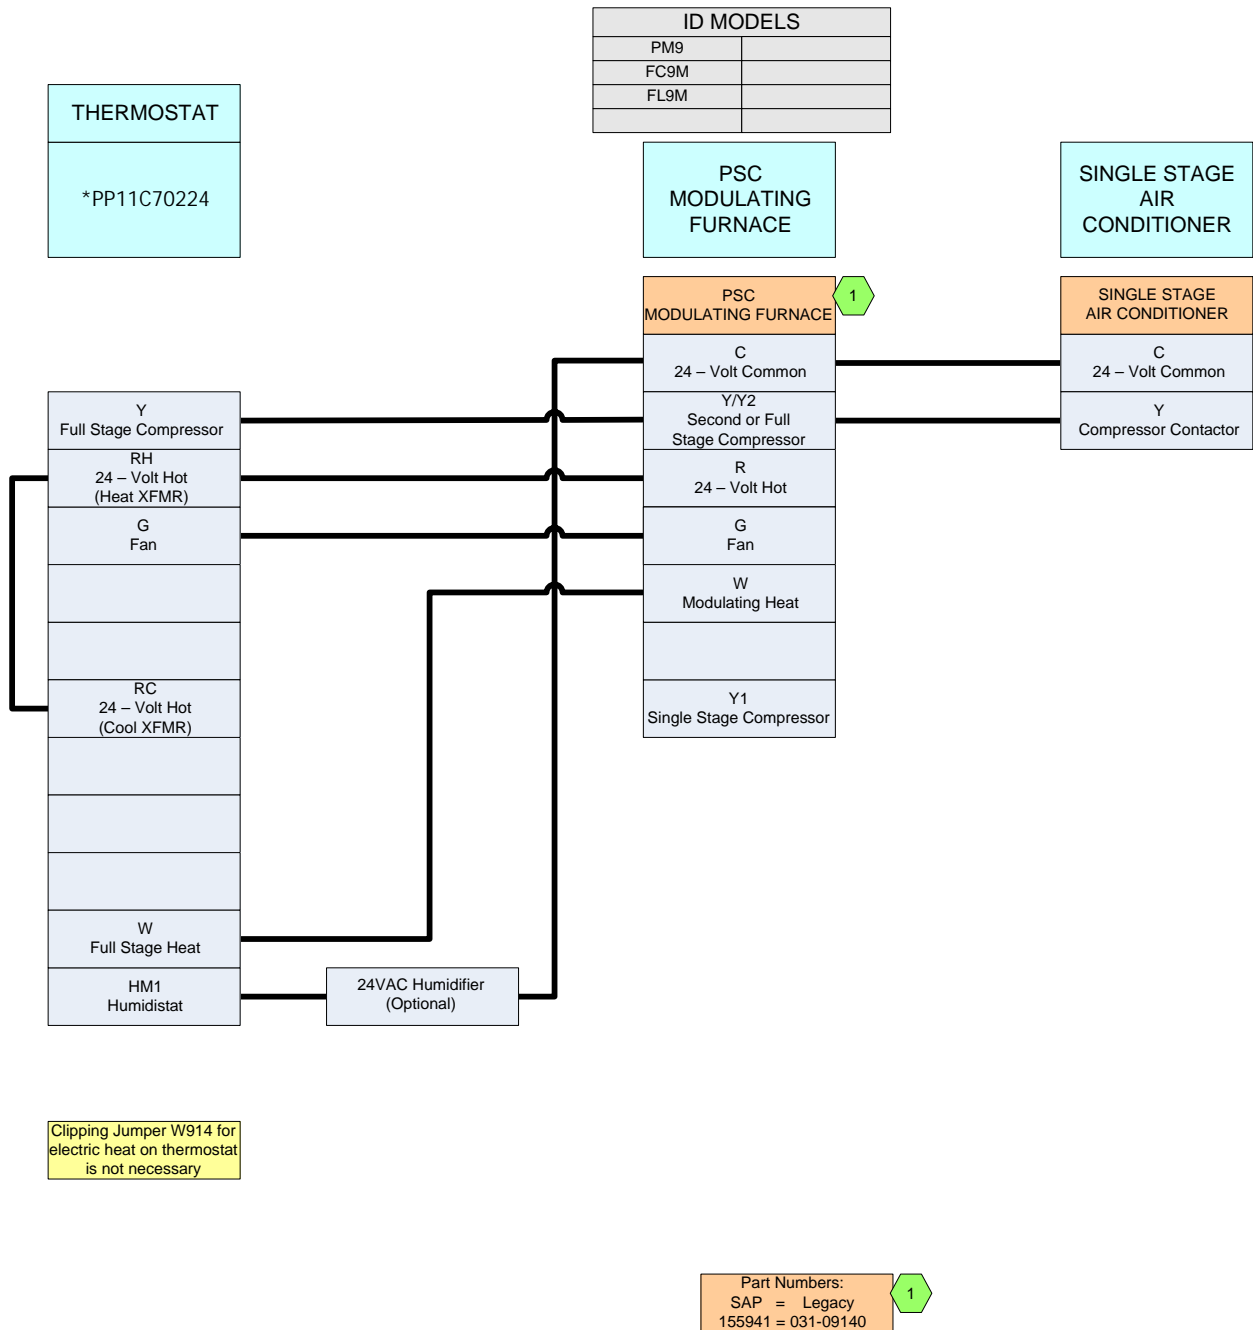 ID MODELS
PM9
FC9M
FL9M
THERMOSTAT
*PP11C70224
PSC
MODULATING
FURNACE
SINGLE STAGE
AIR
CONDITIONER
PSC
MODULATING FURNACE
1
SINGLE STAGE
AIR CONDITIONER
C
24 – Volt Common
C
24 – Volt Common
Y
Full Stage Compressor
Y/Y2
Second or Full
Stage Compressor
Y
Compressor Contactor
RH
24 – Volt Hot
(Heat XFMR)
R
24 – Volt Hot
G
Fan
G
Fan
W
Modulating Heat
RC
24 – Volt Hot
(Cool XFMR)
Y1
Single Stage Compressor
W
Full Stage Heat
HM1
Humidistat
24VAC Humidifier
(Optional)
Clipping Jumper W914 for
electric heat on thermostat
is not necessary
Part Numbers:
SAP = Legacy
155941 = 031-09140
1